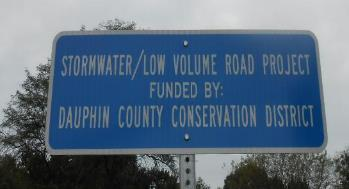 STORMWATER/LOW VOLUME ROAD PROJECT
FUNDED BY:
DAUPHIN COUNTY CONSERVATION DISTRICT